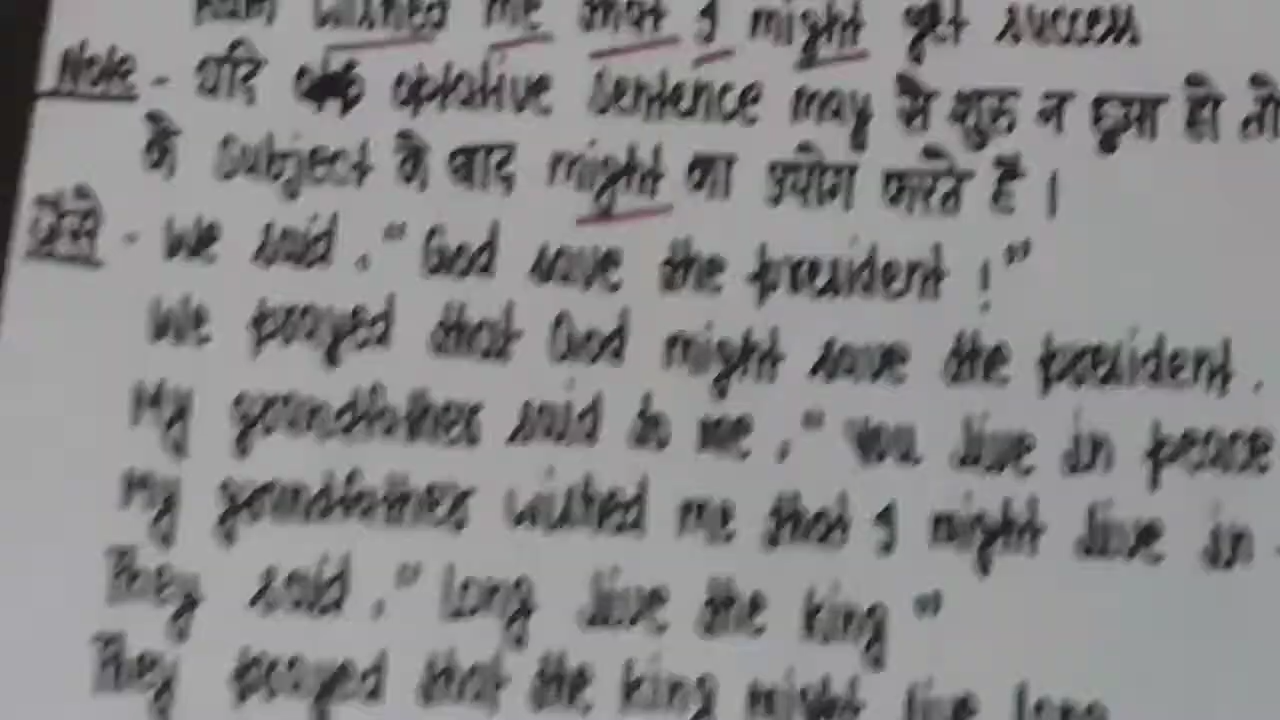 Ram wished me that I might get success
Note - यदि optative sentence may से शुरू न हुआ हो तो
के subject के बाद might का उपयोग करते है ।
जैसे - We said, "God save the president !"
We prayed that God might save the president.
My grandfather said to me, "You live in peace
My grandfather wished me that I might live in
They said, "Long live the king"
They prayed that the king might live long